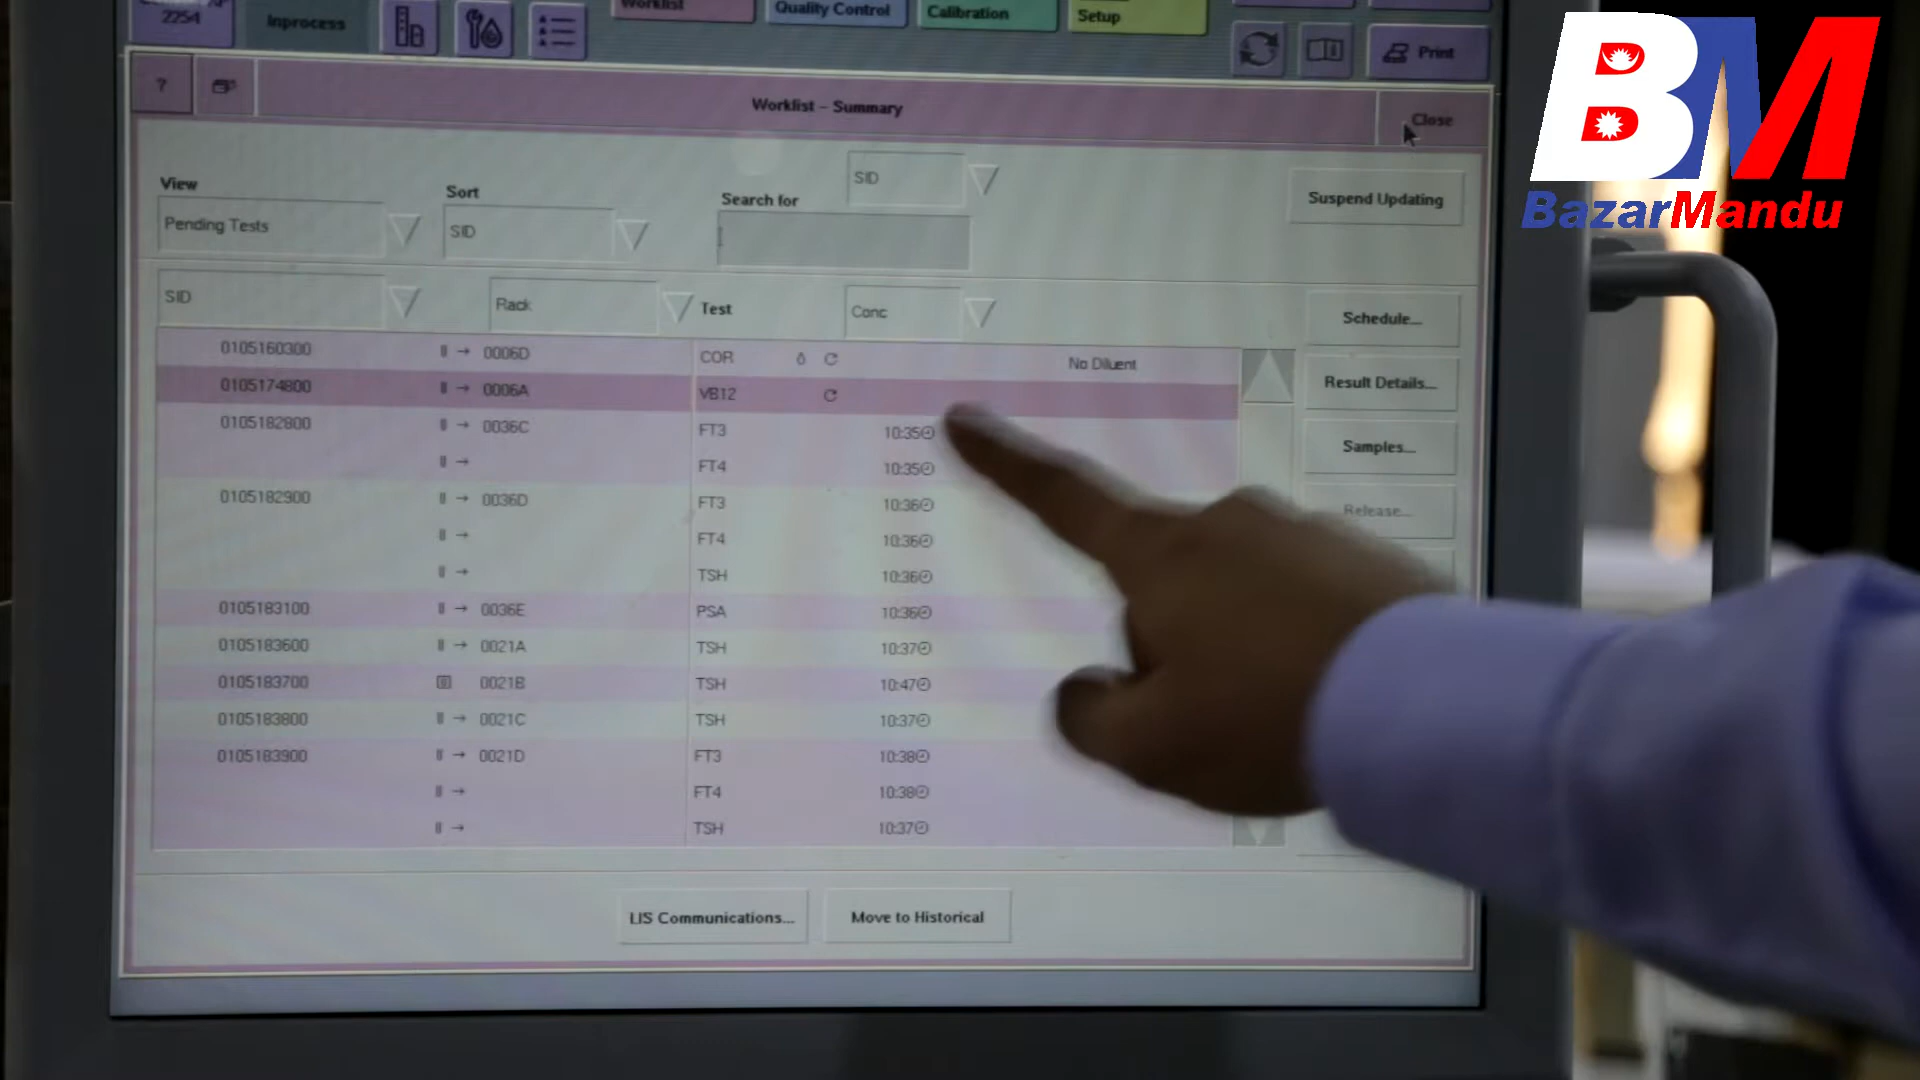 2254
Inprocess
Worklist
Quality Control
Calibration
Setup
Print
?
Worklist – Summary
Close
BM
BazarMandu
View
Pending Tests
Sort
SID
Search for
SID
Suspend Updating
SID
Rack
Test
Conc
Schedule...
Result Details...
Samples...
Release...
0105160300 → 0006D COR No Diluent
0105174800 → 0006A VB12
0105182800 → 0036C FT3 10:35
→ FT4 10:35
0105182900 → 0036D FT3 10:36
→ FT4 10:36
→ TSH 10:36
0105183100 → 0036E PSA 10:36
0105183600 → 0021A TSH 10:37
0105183700 0021B TSH 10:47
0105183800 → 0021C TSH 10:37
0105183900 → 0021D FT3 10:38
→ FT4 10:38
→ TSH 10:37
LIS Communications...
Move to Historical